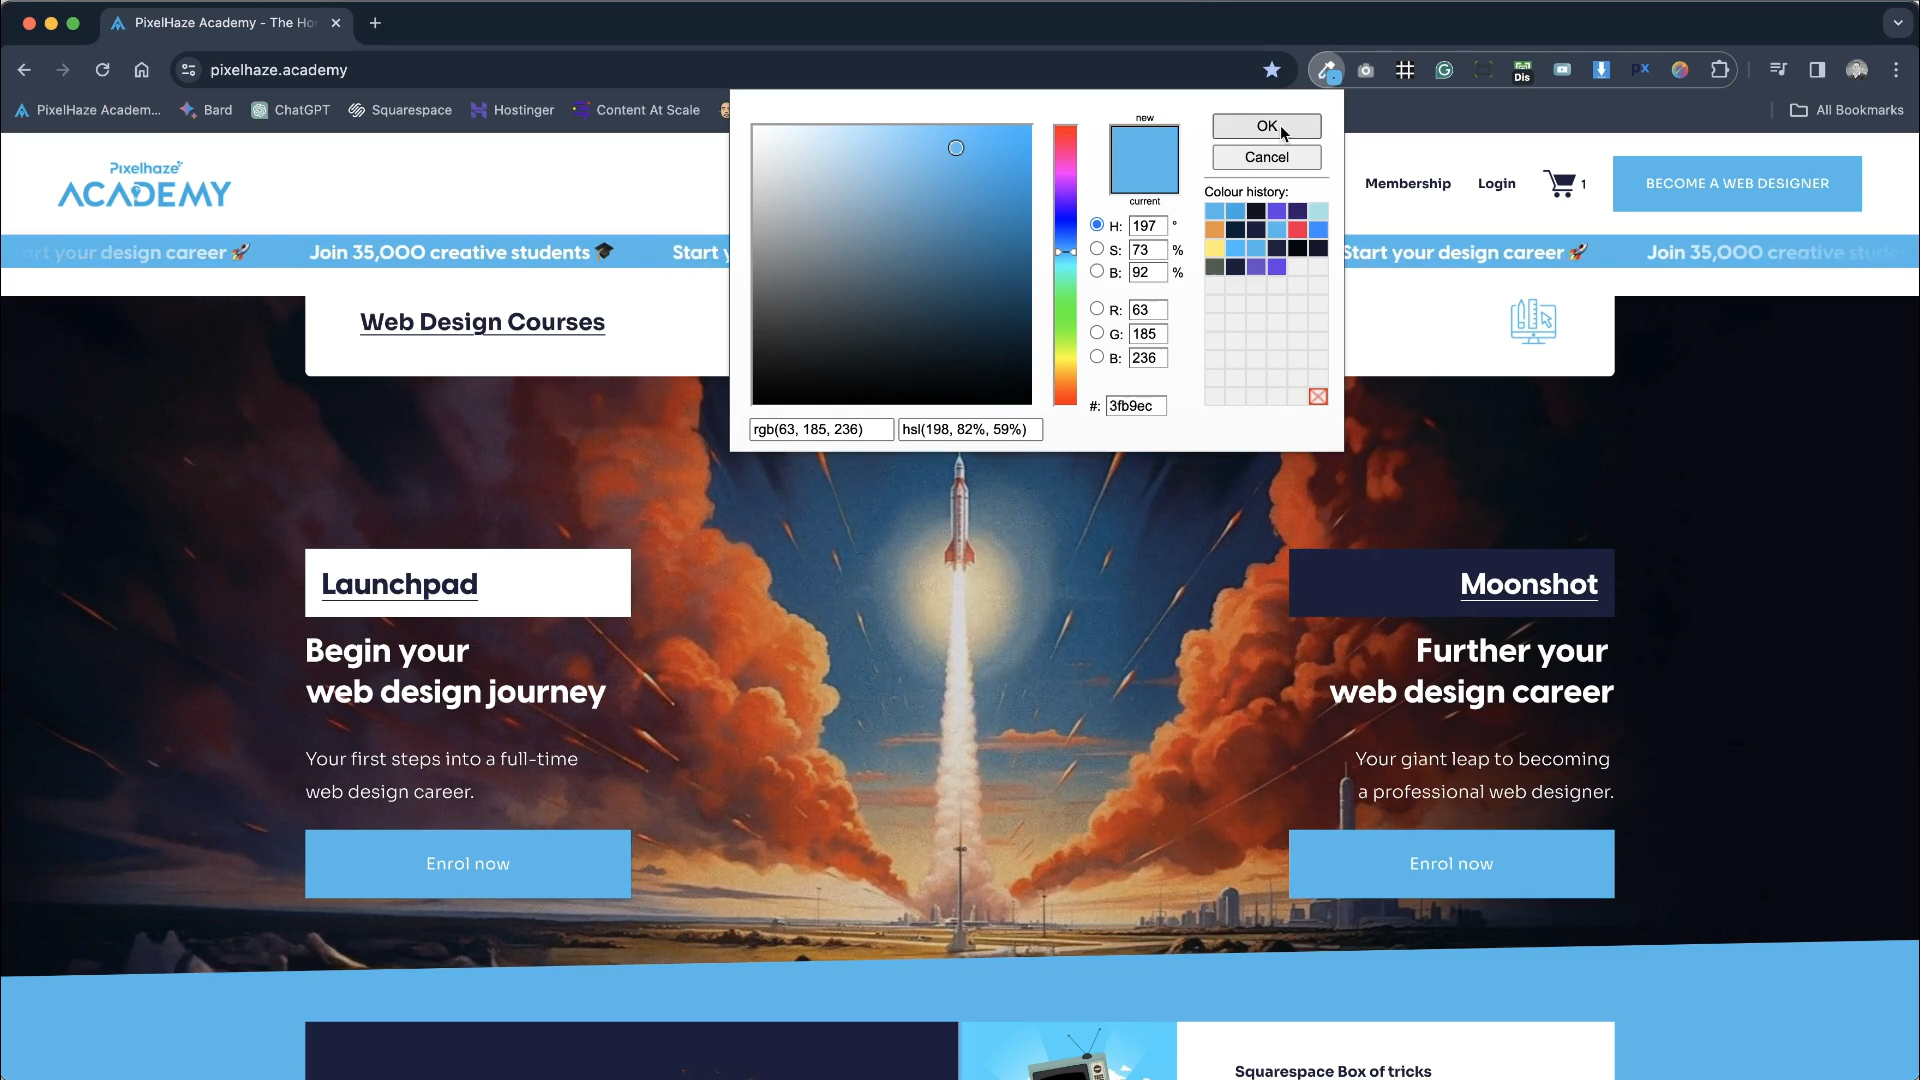 PixelHaze Academy - The Ho
pixelhaze.academy
Dis
PX
PixelHaze Academ...
Bard
ChatGPT
Squarespace
Hostinger
Content At Scale
All Bookmarks
Pixelhaze
ACADEMY
Membership
Login
1
BECOME A WEB DESIGNER
art your design career 🚀
Join 35,000 creative students 🎓
Start y
Start your design career 🚀
Join 35,000 creative stude
new
current
OK
Cancel
Colour history:
H: 197 °
S: 73 %
B: 92 %
R: 63
G: 185
B: 236
#: 3fb9ec
rgb(63, 185, 236)
hsl(198, 82%, 59%)
Web Design Courses
Launchpad
Begin your
web design journey
Your first steps into a full-time
web design career.
Enrol now
Moonshot
Further your
web design career
Your giant leap to becoming
a professional web designer.
Enrol now
Squarespace Box of tricks